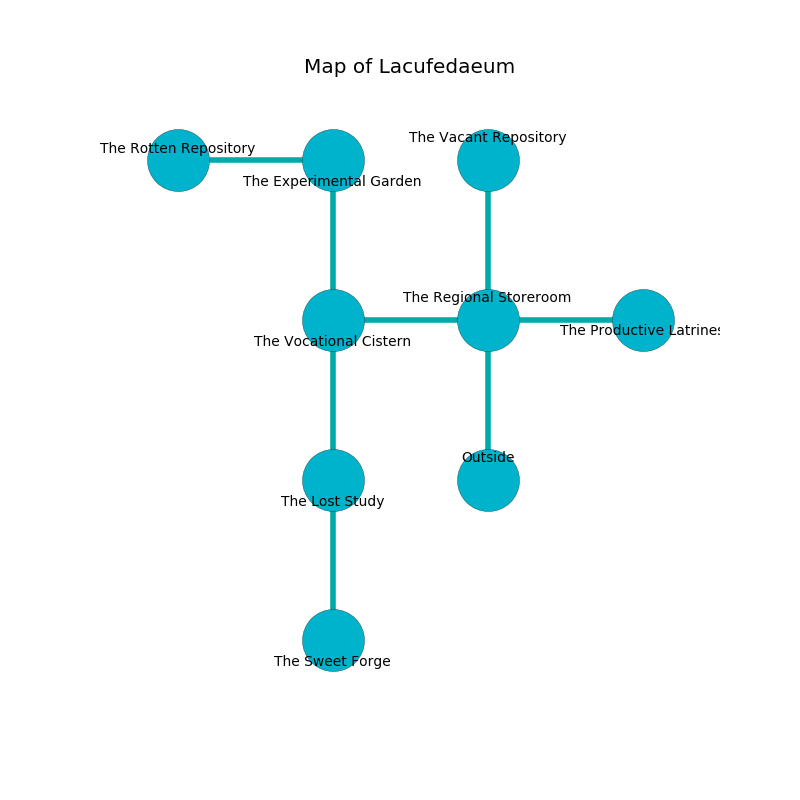 Map of Lacufedaeum
The Vacant Repository
The Rotten Repository
The Experimental Garden
The Regional Storeroom
The Productive Latrines
The Vocational Cistern
Outside
The Lost Study
The Sweet Forge